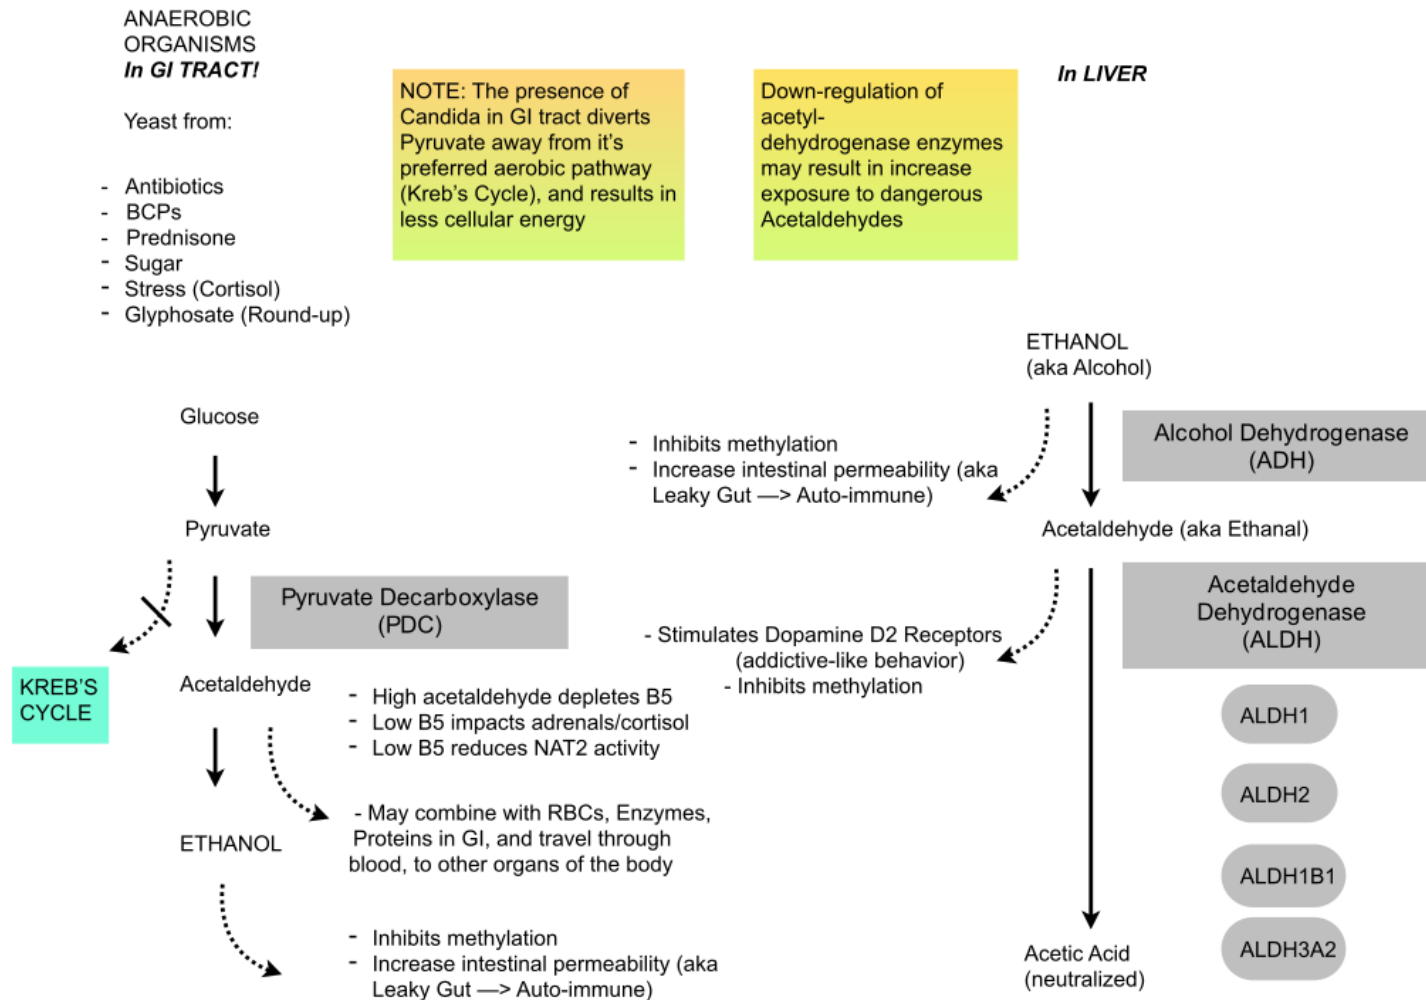 ANAEROBIC
ORGANISMS
In GI TRACT!
Yeast from:
- Antibiotics
- BCPs
- Prednisone
- Sugar
- Stress (Cortisol)
- Glyphosate (Round-up)
NOTE: The presence of
Candida in GI tract diverts
Pyruvate away from it's
preferred aerobic pathway
(Kreb's Cycle), and results in
less cellular energy
Down-regulation of
acetyl-
dehydrogenase enzymes
may result in increase
exposure to dangerous
Acetaldehydes
In LIVER
Glucose
Pyruvate
Pyruvate Decarboxylase
(PDC)
KREB'S
CYCLE
Acetaldehyde
- High acetaldehyde depletes B5
- Low B5 impacts adrenals/cortisol
- Low B5 reduces NAT2 activity
- May combine with RBCs, Enzymes,
Proteins in GI, and travel through
blood, to other organs of the body
ETHANOL
- Inhibits methylation
- Increase intestinal permeability (aka
Leaky Gut —> Auto-immune)
ETHANOL
(aka Alcohol)
Alcohol Dehydrogenase
(ADH)
- Inhibits methylation
- Increase intestinal permeability (aka
Leaky Gut —> Auto-immune)
Acetaldehyde (aka Ethanal)
Acetaldehyde
Dehydrogenase
(ALDH)
- Stimulates Dopamine D2 Receptors
(addictive-like behavior)
- Inhibits methylation
ALDH1
ALDH2
ALDH1B1
ALDH3A2
Acetic Acid
(neutralized)